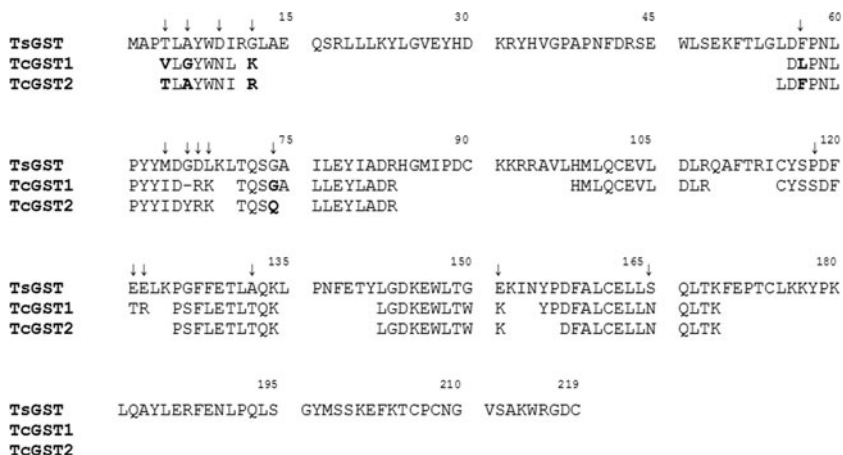 ↓ ↓ ↓ ↓ 15 30 45 ↓ 60
TsGST MAPTLAYWDIRGLAE QSRLLLKYLGVEYHD KRYHVGPAPNFDRSE WLSEKFTLGLDFPNL
TcGST1 VLGYWNL K DLPNL
TcGST2 TLAYWNI R LDFPNL
↓ ↓↓↓ ↓ 75 90 105 ↓ 120
TsGST PYYMDGDLKLTQSGA ILEYIADRHGMIPDC KKRRAVLHMLQCEVL DLRQAFTRICYSPDF
TcGST1 PYYID-RK TQSGA LLEYLADR HMLQCEVL DLR CYSSDF
TcGST2 PYYIDYRK TQSQ LLEYLADR
↓↓ ↓ 135 150 ↓ 165 ↓ 180
TsGST EELKPGFFETLAQKL PNFETYLGDKEWLTG EKINYPDFALCELLS QLTKFEPTCLKKYPK
TcGST1 TR PSFLETLTQK LGDKEWLTW K YPDFALCELLN QLTK
TcGST2 PSFLETLTQK LGDKEWLTW K DFALCELLN QLTK
195 210 219
TsGST LQAYLERFENLPQLS GYMSSKEFKTCPCNG VSAKWRGDC
TcGST1
TcGST2